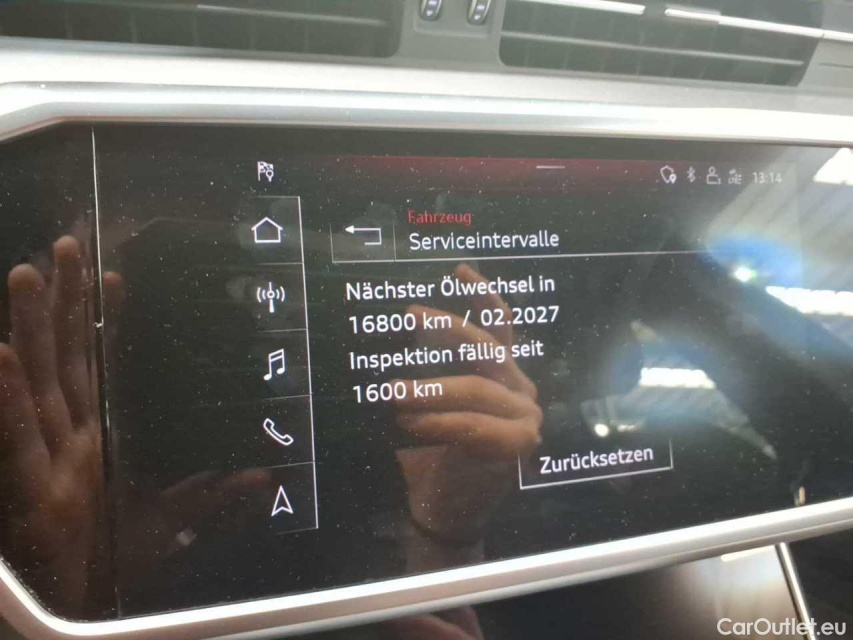 13:14
Fahrzeug
Serviceintervalle
Nächster Ölwechsel in
16800 km / 02.2027
Inspektion fällig seit
1600 km
Zurücksetzen
CarOutlet.eu